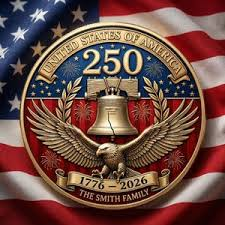 UNITED STATES OF AMERICA
250
1776 – 2026
THE SMITH FAMILY